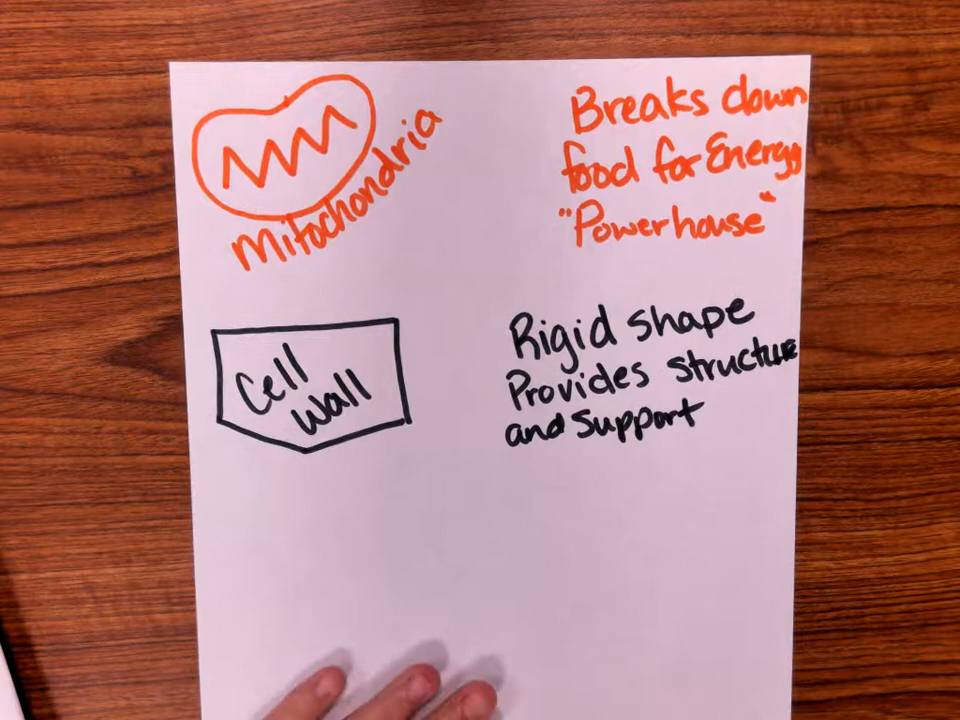 Mitochondria
Breaks down
food for Energy
"Powerhouse"
Cell
Wall
Rigid shape
Provides structure
and Support